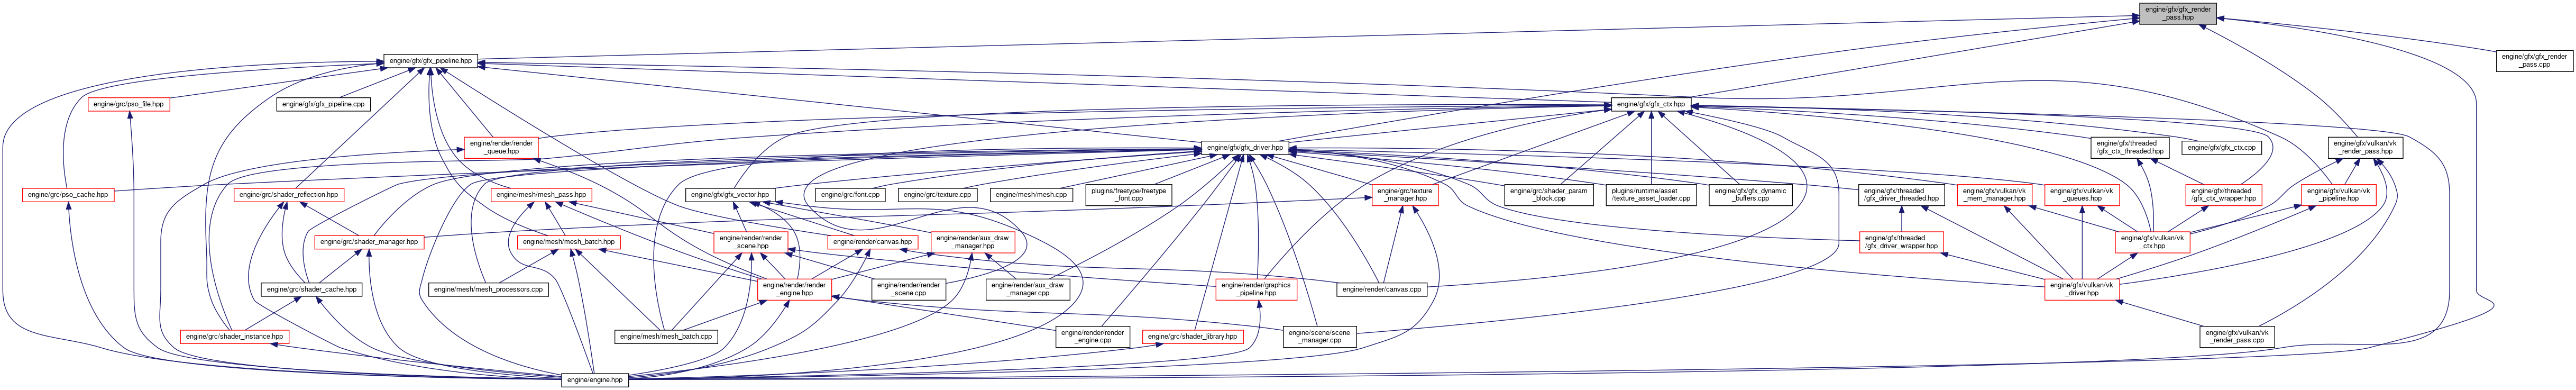 engine/gfx/gfx_render
_pass.hpp
engine/gfx/gfx_pipeline.hpp
engine/gfx/gfx_render
_pass.cpp
engine/grc/pso_file.hpp
engine/gfx/gfx_pipeline.cpp
engine/gfx/gfx_ctx.hpp
engine/render/render
_queue.hpp
engine/gfx/gfx_driver.hpp
engine/gfx/threaded
/gfx_ctx_threaded.hpp
engine/gfx/gfx_ctx.cpp
engine/gfx/vulkan/vk
_render_pass.hpp
engine/grc/pso_cache.hpp
engine/grc/shader_reflection.hpp
engine/mesh/mesh_pass.hpp
engine/gfx/gfx_vector.hpp
engine/grc/font.cpp
engine/grc/texture.cpp
engine/mesh/mesh.cpp
plugins/freetype/freetype
_font.cpp
engine/grc/texture
_manager.hpp
engine/grc/shader_param
_block.cpp
plugins/runtime/asset
/texture_asset_loader.cpp
engine/gfx/gfx_dynamic
_buffers.cpp
engine/gfx/threaded
/gfx_driver_threaded.hpp
engine/gfx/vulkan/vk
_mem_manager.hpp
engine/gfx/vulkan/vk
_queues.hpp
engine/gfx/threaded
/gfx_ctx_wrapper.hpp
engine/gfx/vulkan/vk
_pipeline.hpp
engine/grc/shader_manager.hpp
engine/mesh/mesh_batch.hpp
engine/render/render
_scene.hpp
engine/render/canvas.hpp
engine/render/aux_draw
_manager.hpp
engine/gfx/threaded
/gfx_driver_wrapper.hpp
engine/gfx/vulkan/vk
_ctx.hpp
engine/grc/shader_cache.hpp
engine/mesh/mesh_processors.cpp
engine/render/render
_engine.hpp
engine/render/render
_scene.cpp
engine/render/aux_draw
_manager.cpp
engine/render/graphics
_pipeline.hpp
engine/render/canvas.cpp
engine/gfx/vulkan/vk
_driver.hpp
engine/grc/shader_instance.hpp
engine/mesh/mesh_batch.cpp
engine/render/render
_engine.cpp
engine/grc/shader_library.hpp
engine/scene/scene
_manager.cpp
engine/gfx/vulkan/vk
_render_pass.cpp
engine/engine.hpp